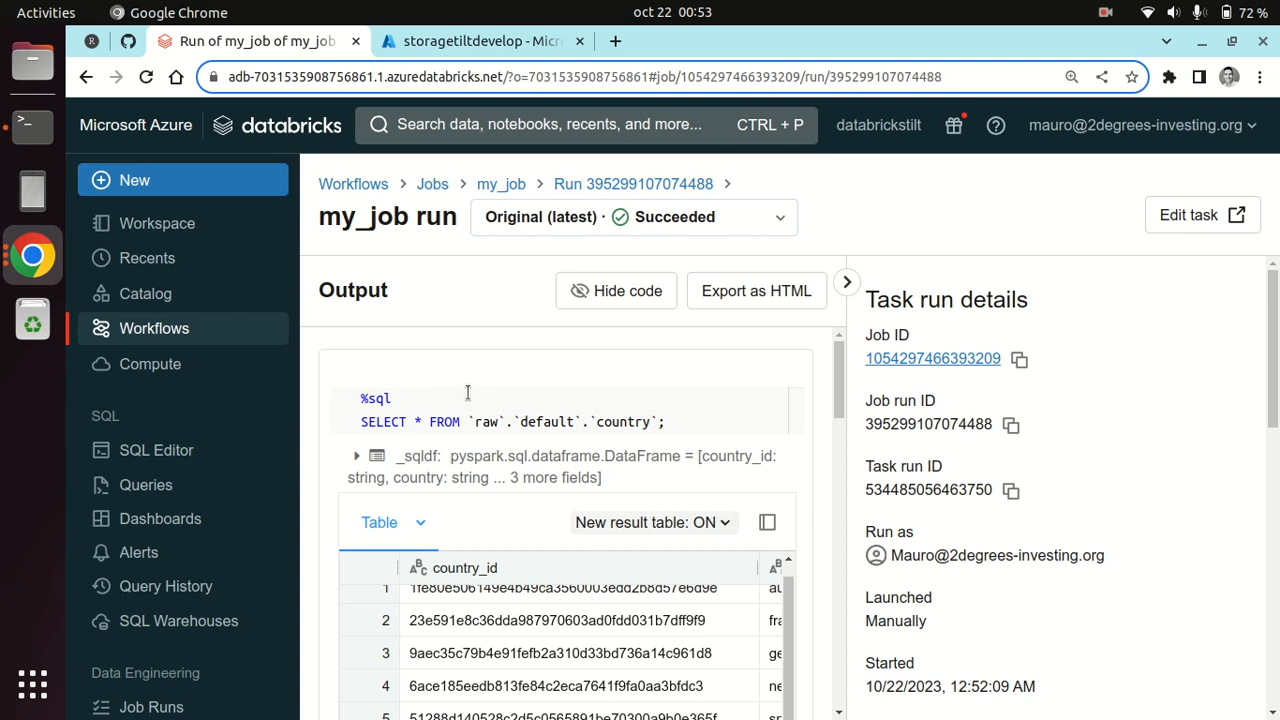 Activities
Google Chrome
oct 22 00:53
72 %
Run of my_job of my_job
storagetiltdevelop - Micr
adb-7031535908756861.1.azuredatabricks.net/?o=7031535908756861#job/1054297466393209/run/395299107074488
Microsoft Azure
databricks
Search data, notebooks, recents, and more...
CTRL + P
databrickstilt
mauro@2degrees-investing.org
New
Workspace
Recents
Catalog
Workflows
Compute
SQL
SQL Editor
Queries
Dashboards
Alerts
Query History
SQL Warehouses
Data Engineering
Job Runs
Workflows > Jobs > my_job > Run 395299107074488 >
my_job run
Original (latest) · Succeeded
Edit task
Output
Hide code
Export as HTML
%sql
SELECT * FROM `raw`.`default`.`country`;
_sqldf: pyspark.sql.dataframe.DataFrame = [country_id:
string, country: string ... 3 more fields]
Table
New result table: ON
country_id
1
2 23e591e8c36dda987970603ad0fdd031b7dff9f9 fra
3 9aec35c79b4e91fefb2a310d33bd736a14c961d8 ge
4 6ace185eedb813fe84c2eca7641f9fa0aa3bfdc3 ne
5
Task run details
Job ID
1054297466393209
Job run ID
395299107074488
Task run ID
534485056463750
Run as
Mauro@2degrees-investing.org
Launched
Manually
Started
10/22/2023, 12:52:09 AM